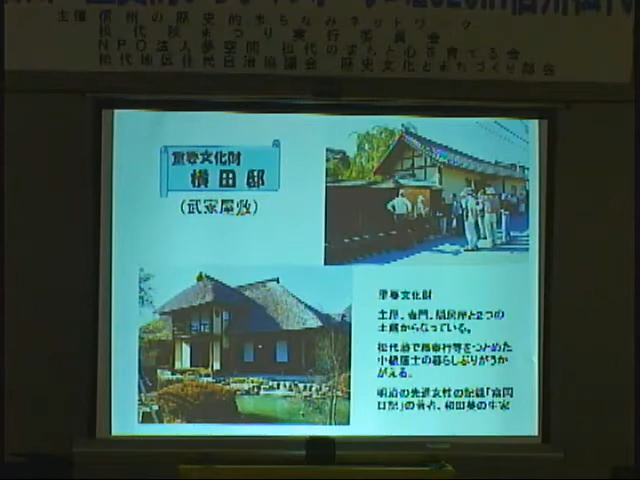 主催 信州の歴史的まちなみネットワーク
松代秋まつり実行委員会
NPO法人夢空間 松代のまちと心を育てる会
松代地区住民自治協議会 歴史文化とまちづくり部会
重要文化財
横田邸
(武家屋敷)
重要文化財
主屋、表門、隠居屋と2つの
土蔵からなっている。
松代藩で郡奉行等をつとめた
小級藩士の暮らしぶりがうか
がえる。
明治の先進女性の記録「富岡
日記」の著者、和田英の生家